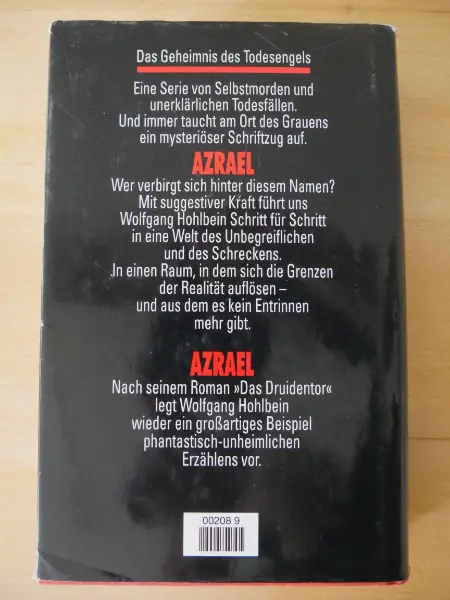 Das Geheimnis des Todesengels
Eine Serie von Selbstmorden und
unerklärlichen Todesfällen.
Und immer taucht am Ort des Grauens
ein mysteriöser Schriftzug auf.
AZRAEL
Wer verbirgt sich hinter diesem Namen?
Mit suggestiver Kraft führt uns
Wolfgang Hohlbein Schritt für Schritt
in eine Welt des Unbegreiflichen
und des Schreckens.
In einen Raum, in dem sich die Grenzen
der Realität auflösen –
und aus dem es kein Entrinnen
mehr gibt.
AZRAEL
Nach seinem Roman »Das Druidentor«
legt Wolfgang Hohlbein
wieder ein großartiges Beispiel
phantastisch-unheimlichen
Erzählens vor.
00208 9